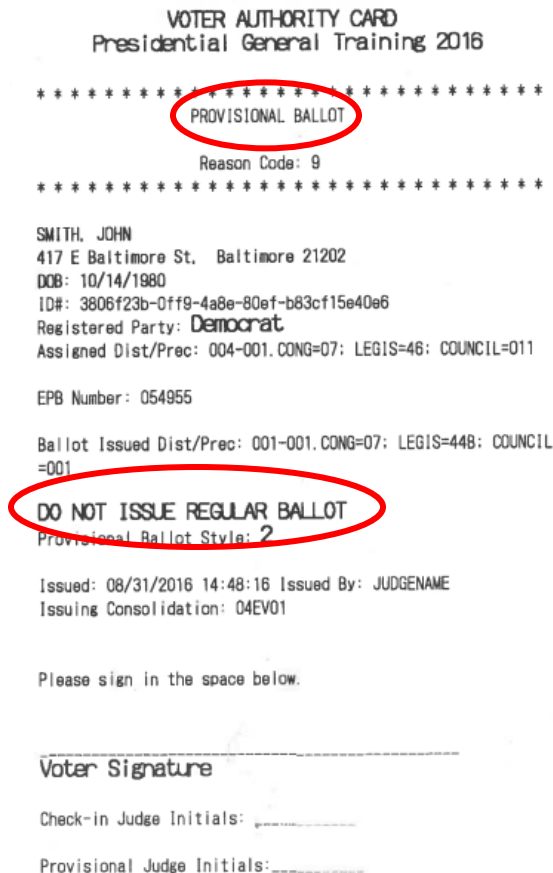 VOTER AUTHORITY CARD
Presidential General Training 2016
* * * * * * * * * * * * * * * * * * * * * * * * * * * * * *
PROVISIONAL BALLOT
Reason Code: 9
* * * * * * * * * * * * * * * * * * * * * * * * * * * * * *
SMITH, JOHN
417 E Baltimore St, Baltimore 21202
DOB: 10/14/1980
ID#: 3806f23b-0ff9-4a8e-80ef-b83cf15e40e6
Registered Party: Democrat
Assigned Dist/Prec: 004-001.CONG=07; LEGIS=46; COUNCIL=011
EPB Number: 054955
Ballot Issued Dist/Prec: 001-001.CONG=07; LEGIS=44B; COUNCIL
=001
DO NOT ISSUE REGULAR BALLOT
Provisional Ballot Style: 2
Issued: 08/31/2016 14:48:16 Issued By: JUDGENAME
Issuing Consolidation: 04EV01
Please sign in the space below.
Voter Signature
Check-in Judge Initials:
Provisional Judge Initials: